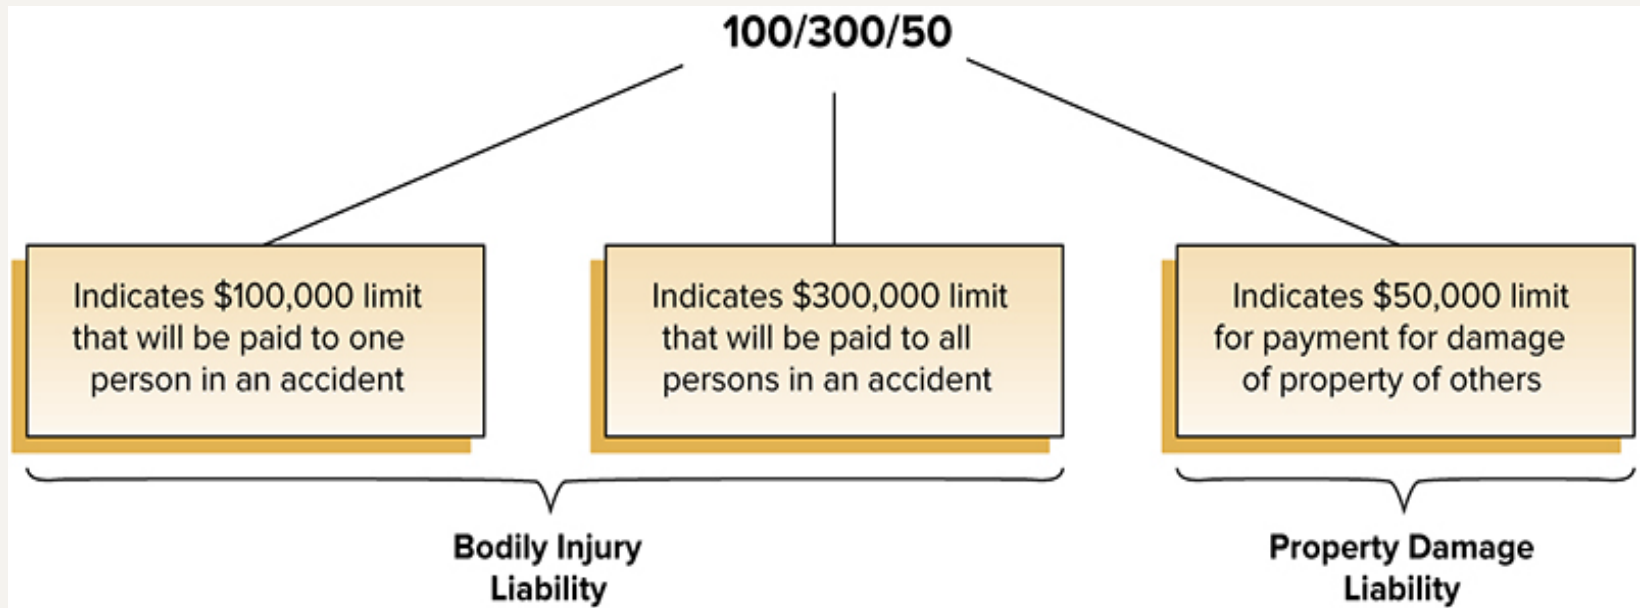 100/300/50
Indicates $100,000 limit
that will be paid to one
person in an accident
Indicates $300,000 limit
that will be paid to all
persons in an accident
Indicates $50,000 limit
for payment for damage
of property of others
Bodily Injury
Liability
Property Damage
Liability